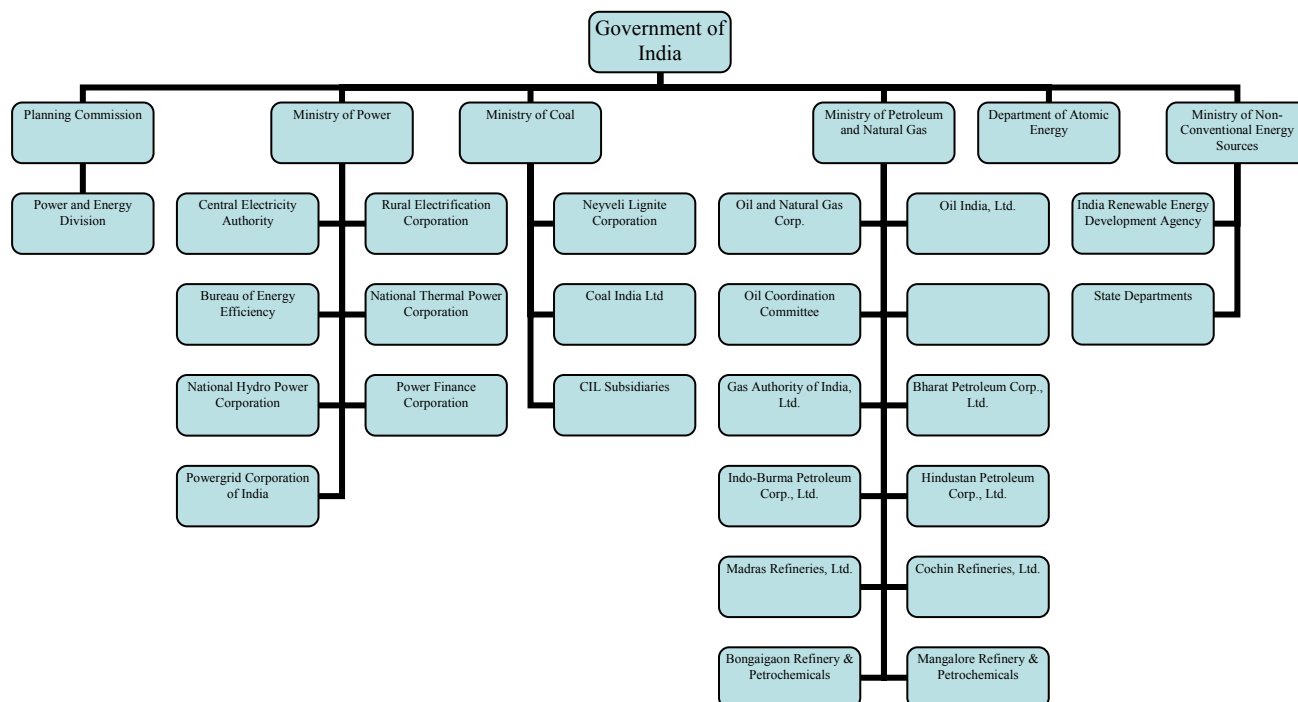 Government of
India
Planning Commission
Ministry of Power
Ministry of Coal
Ministry of Petroleum
and Natural Gas
Department of Atomic
Energy
Ministry of Non-
Conventional Energy
Sources
Power and Energy
Division
Central Electricity
Authority
Rural Electrification
Corporation
Neyveli Lignite
Corporation
Oil and Natural Gas
Corp.
Oil India, Ltd.
India Renewable Energy
Development Agency
Bureau of Energy
Efficiency
National Thermal Power
Corporation
Coal India Ltd
Oil Coordination
Committee
State Departments
National Hydro Power
Corporation
Power Finance
Corporation
CIL Subsidiaries
Gas Authority of India,
Ltd.
Bharat Petroleum Corp.,
Ltd.
Powergrid Corporation
of India
Indo-Burma Petroleum
Corp., Ltd.
Hindustan Petroleum
Corp., Ltd.
Madras Refineries, Ltd.
Cochin Refineries, Ltd.
Bongaigaon Refinery &
Petrochemicals
Mangalore Refinery &
Petrochemicals